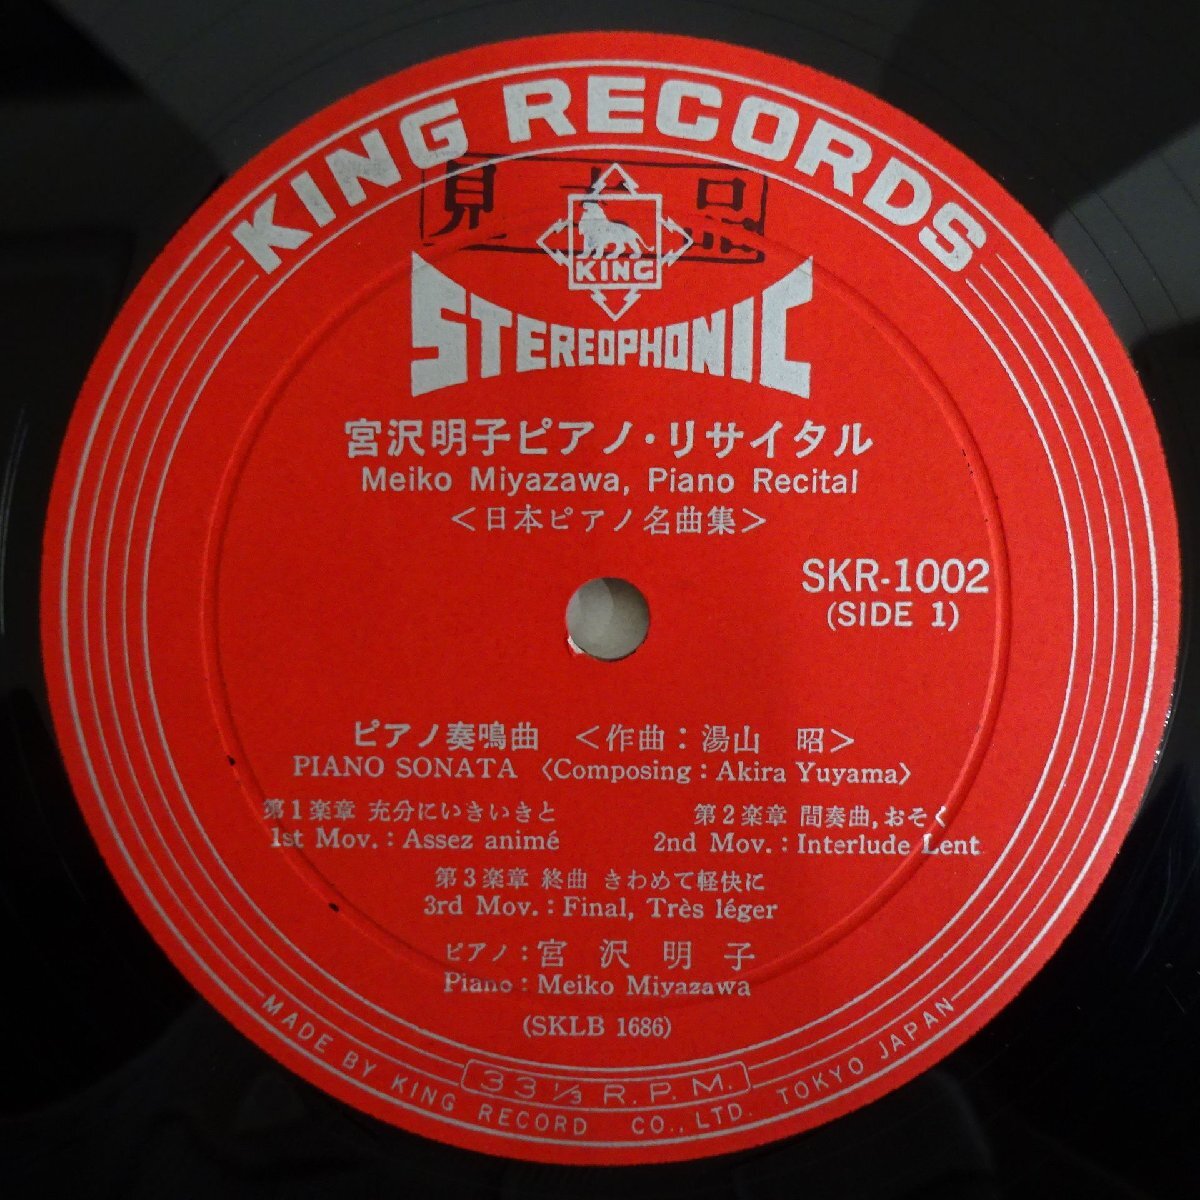 KING RECORDS
見本品
KING
STEREOPHONIC
宮沢明子ピアノ・リサイタル
Meiko Miyazawa, Piano Recital
＜日本ピアノ名曲集＞
SKR-1002
(SIDE 1)
ピアノ奏鳴曲 ＜作曲：湯山 昭＞
PIANO SONATA 〈Composing : Akira Yuyama〉
第1楽章 充分にいきいきと 第2楽章 間奏曲, おそく
1st Mov. : Assez animé 2nd Mov. : Interlude Lent
第3楽章 終曲 きわめて軽快に
3rd Mov. : Final, Très léger
ピアノ : 宮沢明子
Piano : Meiko Miyazawa
(SKLB 1686)
33 1/3 R.P.M.
MADE BY KING RECORD CO., LTD. TOKYO JAPAN